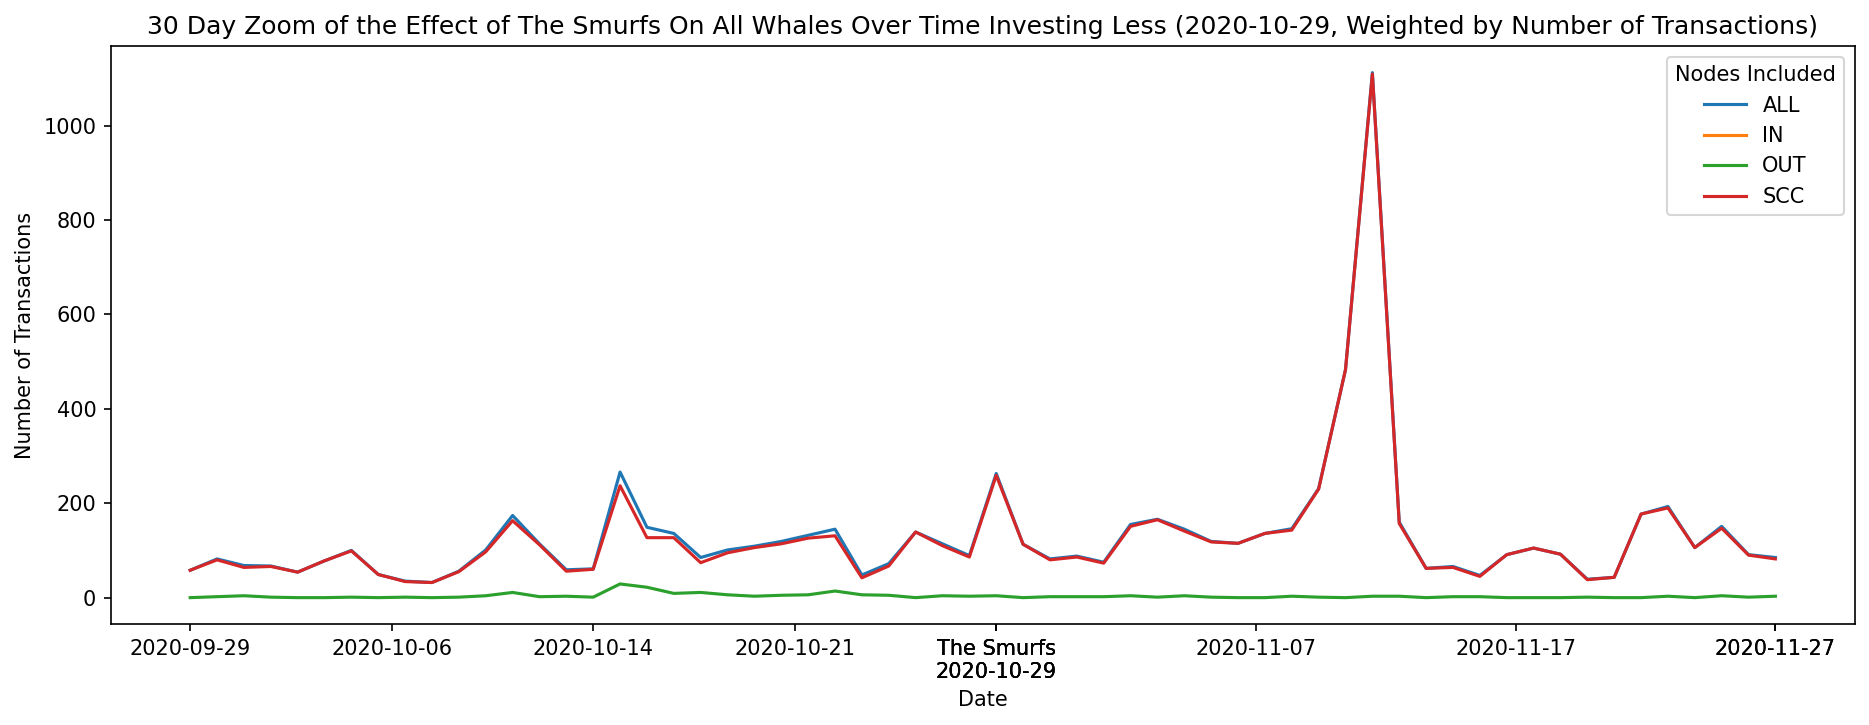 30 Day Zoom of the Effect of The Smurfs On All Whales Over Time Investing Less (2020-10-29, Weighted by Number of Transactions)
Nodes Included
ALL
IN
OUT
SCC
Number of Transactions
1000
800
600
400
200
0
2020-09-29
2020-10-06
2020-10-14
2020-10-21
The Smurfs
2020-10-29
2020-11-07
2020-11-17
2020-11-27
Date